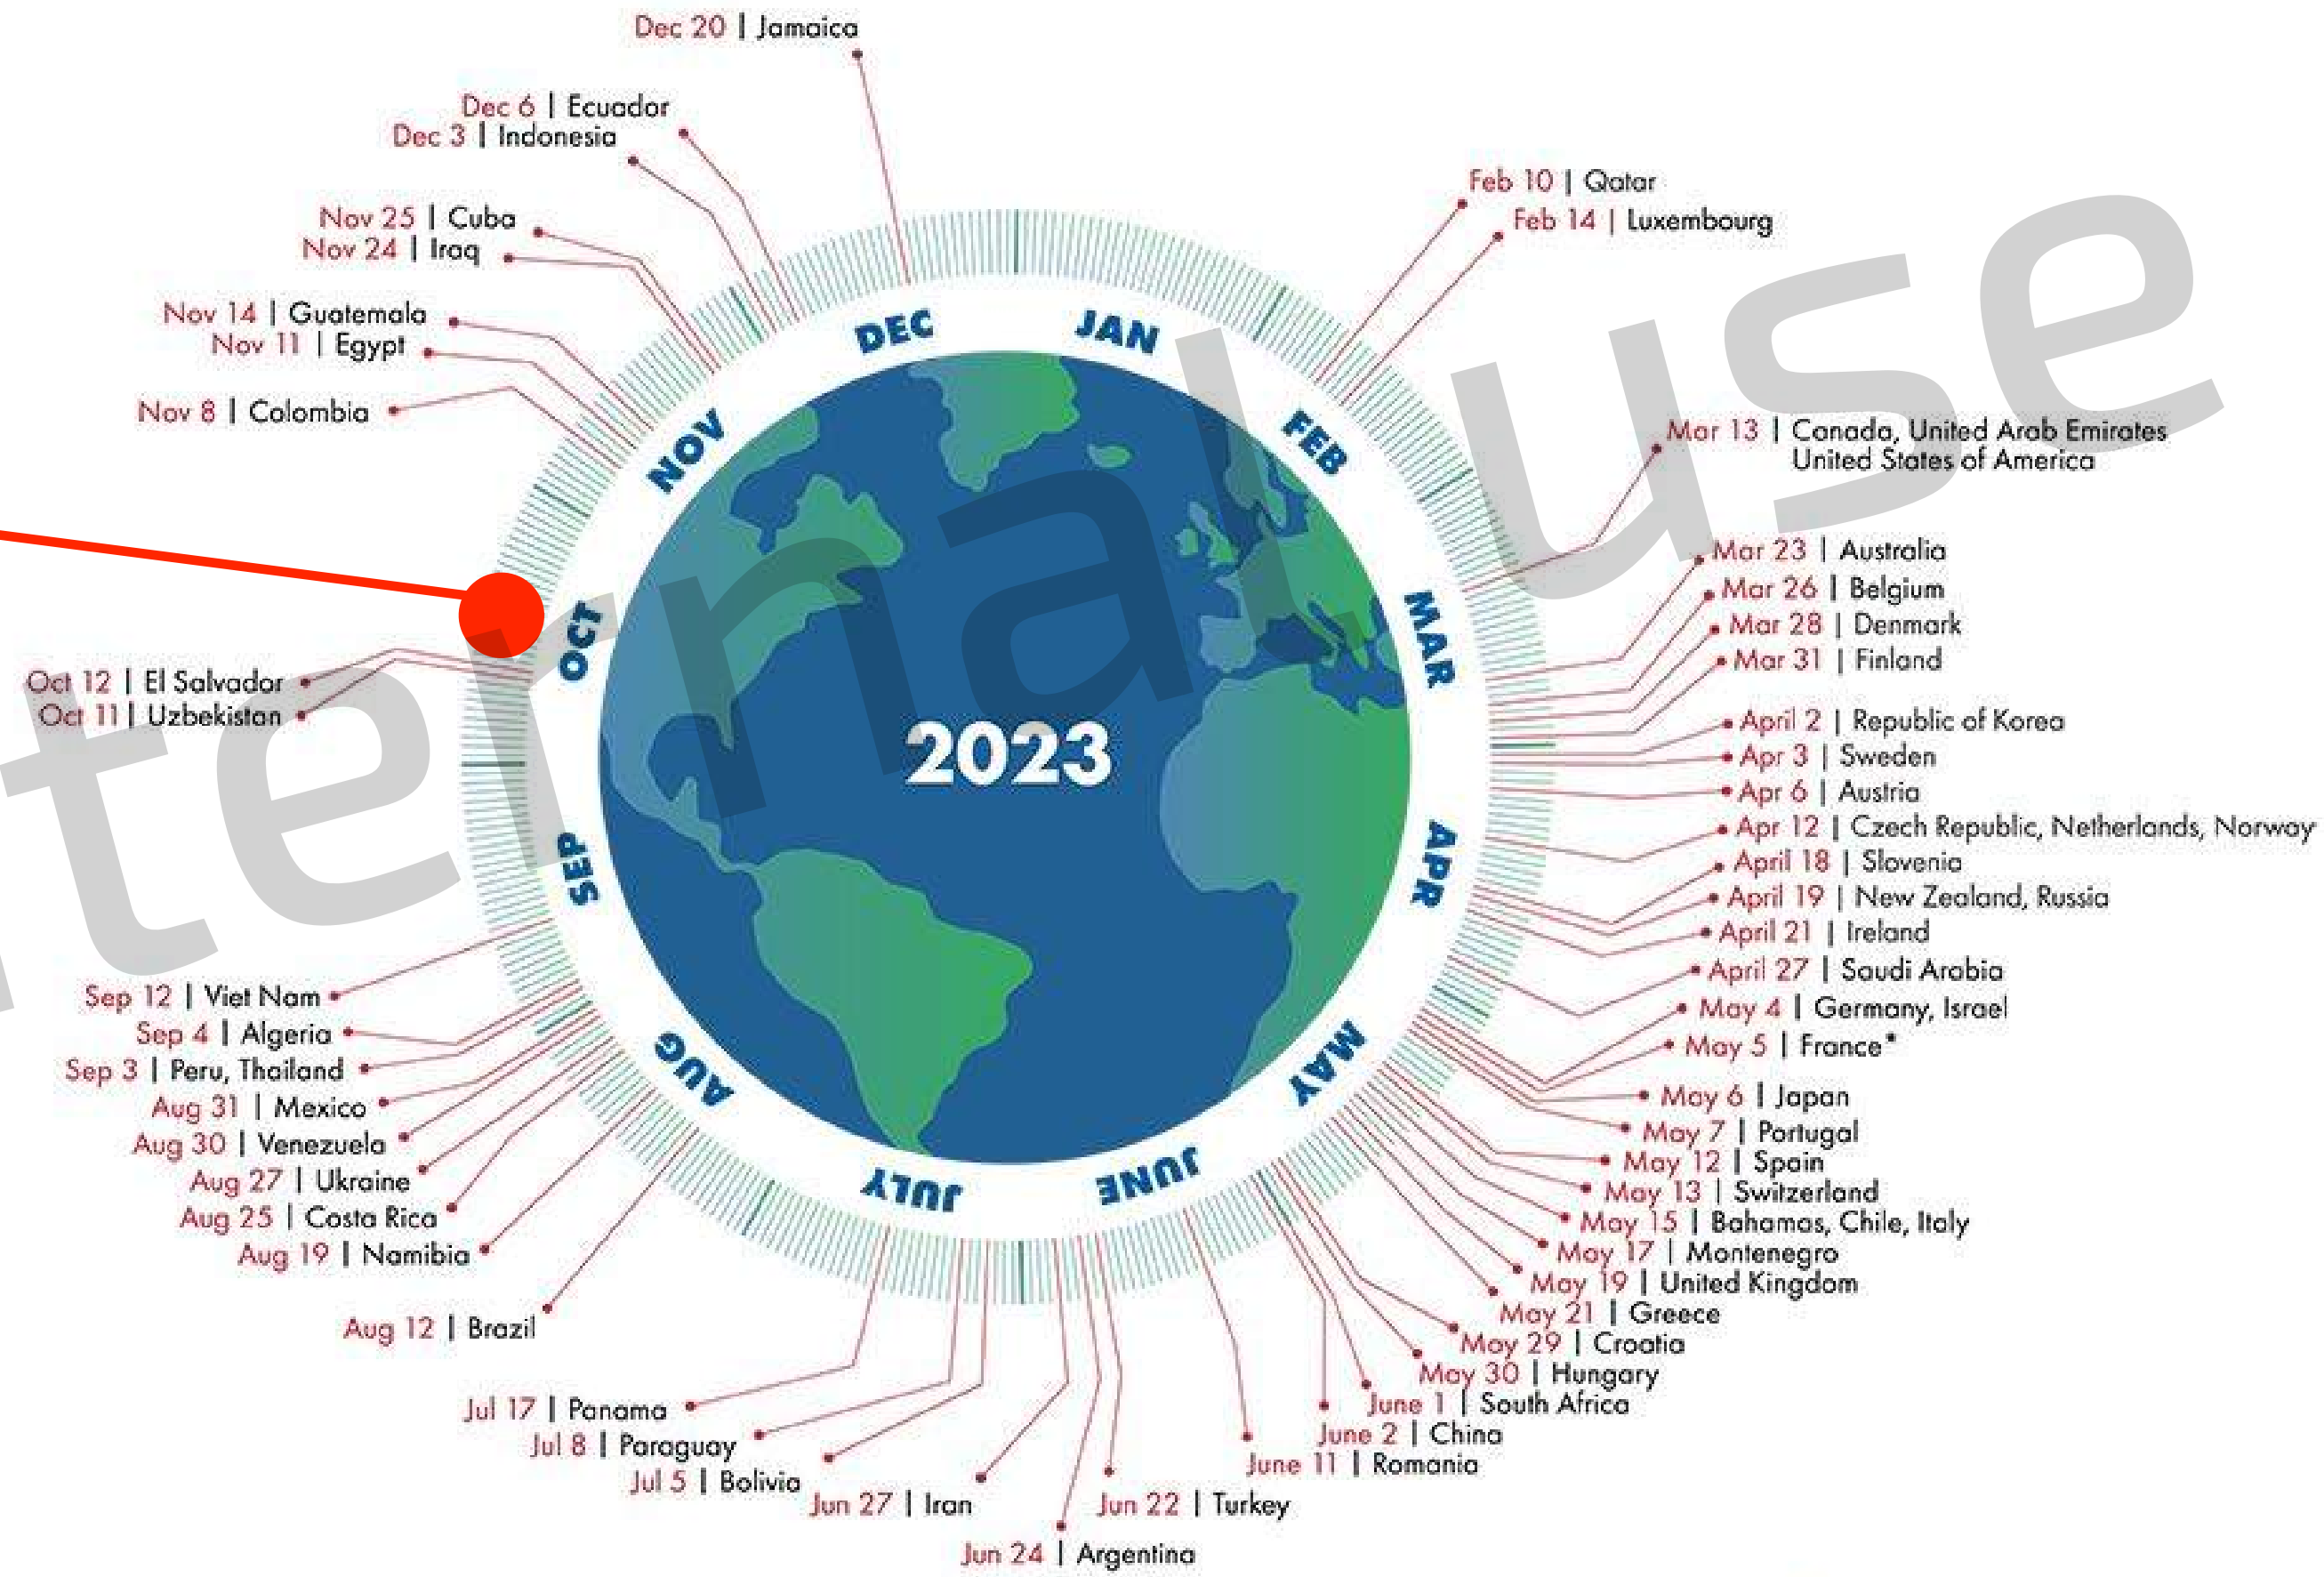 Dec 20 | Jamaica
Dec 6 | Ecuador
Dec 3 | Indonesia
Nov 25 | Cuba
Nov 24 | Iraq
Nov 14 | Guatemala
Nov 11 | Egypt
Nov 8 | Colombia
Oct 12 | El Salvador
Oct 11 | Uzbekistan
Sep 12 | Viet Nam
Sep 4 | Algeria
Sep 3 | Peru, Thailand
Aug 31 | Mexico
Aug 30 | Venezuela
Aug 27 | Ukraine
Aug 25 | Costa Rica
Aug 19 | Namibia
Aug 12 | Brazil
Jul 17 | Panama
Jul 8 | Paraguay
Jul 5 | Bolivia
Jun 27 | Iran
Jun 24 | Argentina
Jun 22 | Turkey
Feb 10 | Qatar
Feb 14 | Luxembourg
Mar 13 | Canada, United Arab Emirates
United States of America
Mar 23 | Australia
Mar 26 | Belgium
Mar 28 | Denmark
Mar 31 | Finland
April 2 | Republic of Korea
Apr 3 | Sweden
Apr 6 | Austria
Apr 12 | Czech Republic, Netherlands, Norway
April 18 | Slovenia
April 19 | New Zealand, Russia
April 21 | Ireland
April 27 | Saudi Arabia
May 4 | Germany, Israel
May 5 | France*
May 6 | Japan
May 7 | Portugal
May 12 | Spain
May 13 | Switzerland
May 15 | Bahamas, Chile, Italy
May 17 | Montenegro
May 19 | United Kingdom
May 21 | Greece
May 29 | Croatia
May 30 | Hungary
June 1 | South Africa
June 2 | China
June 11 | Romania
JAN
FEB
MAR
APR
MAY
JUNE
JULY
AUG
SEP
OCT
NOV
DEC
2023
ternal use